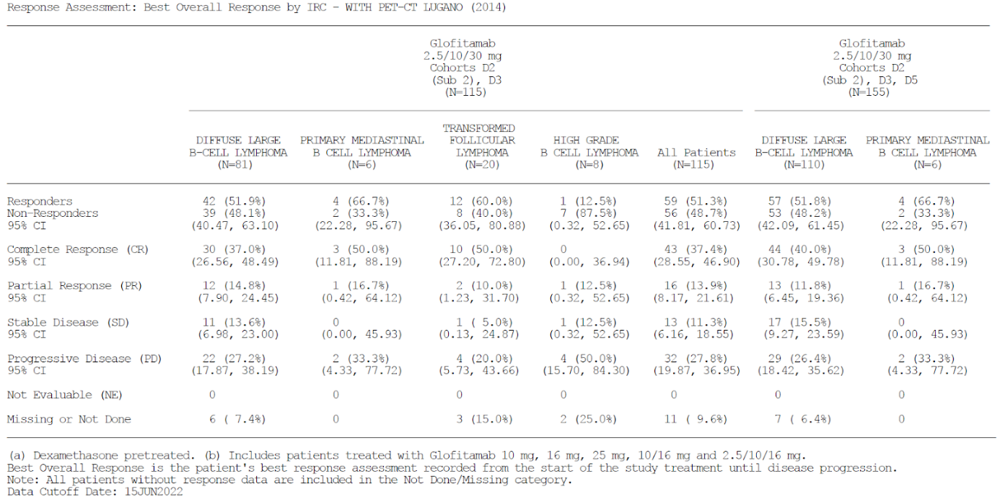 Response Assessment: Best Overall Response by IRC - WITH PET-CT LUGANO (2014)
Glofitamab Glofitamab
2.5/10/30 mg 2.5/10/30 mg
Cohorts D2 Cohorts D2
(Sub 2), D3 (Sub 2), D3, D5
(N=115) (N=155)
TRANSFORMED
DIFFUSE LARGE PRIMARY MEDIASTINAL FOLLICULAR HIGH GRADE DIFFUSE LARGE PRIMARY MEDIASTINAL
B-CELL LYMPHOMA B CELL LYMPHOMA LYMPHOMA B CELL LYMPHOMA All Patients B-CELL LYMPHOMA B CELL LYMPHOMA
(N=81) (N=6) (N=20) (N=8) (N=115) (N=110) (N=6)
Responders 42 (51.9%) 4 (66.7%) 12 (60.0%) 1 (12.5%) 59 (51.3%) 57 (51.8%) 4 (66.7%)
Non-Responders 39 (48.1%) 2 (33.3%) 8 (40.0%) 7 (87.5%) 56 (48.7%) 53 (48.2%) 2 (33.3%)
95% CI (40.47, 63.10) (22.28, 95.67) (36.05, 80.88) (0.32, 52.65) (41.81, 60.73) (42.09, 61.45) (22.28, 95.67)
Complete Response (CR) 30 (37.0%) 3 (50.0%) 10 (50.0%) 0 43 (37.4%) 44 (40.0%) 3 (50.0%)
95% CI (26.56, 48.49) (11.81, 88.19) (27.20, 72.80) (0.00, 36.94) (28.55, 46.90) (30.78, 49.78) (11.81, 88.19)
Partial Response (PR) 12 (14.8%) 1 (16.7%) 2 (10.0%) 1 (12.5%) 16 (13.9%) 13 (11.8%) 1 (16.7%)
95% CI (7.90, 24.45) (0.42, 64.12) (1.23, 31.70) (0.32, 52.65) (8.17, 21.61) (6.45, 19.36) (0.42, 64.12)
Stable Disease (SD) 11 (13.6%) 0 1 ( 5.0%) 1 (12.5%) 13 (11.3%) 17 (15.5%) 0
95% CI (6.98, 23.00) (0.00, 45.93) (0.13, 24.87) (0.32, 52.65) (6.16, 18.55) (9.27, 23.59) (0.00, 45.93)
Progressive Disease (PD) 22 (27.2%) 2 (33.3%) 4 (20.0%) 4 (50.0%) 32 (27.8%) 29 (26.4%) 2 (33.3%)
95% CI (17.87, 38.19) (4.33, 77.72) (5.73, 43.66) (15.70, 84.30) (19.87, 36.95) (18.42, 35.62) (4.33, 77.72)
Not Evaluable (NE) 0 0 0 0 0 0 0
Missing or Not Done 6 ( 7.4%) 0 3 (15.0%) 2 (25.0%) 11 ( 9.6%) 7 ( 6.4%) 0
(a) Dexamethasone pretreated. (b) Includes patients treated with Glofitamab 10 mg, 16 mg, 25 mg, 10/16 mg and 2.5/10/16 mg.
Best Overall Response is the patient's best response assessment recorded from the start of the study treatment until disease progression.
Note: All patients without response data are included in the Not Done/Missing category.
Data Cutoff Date: 15JUN2022